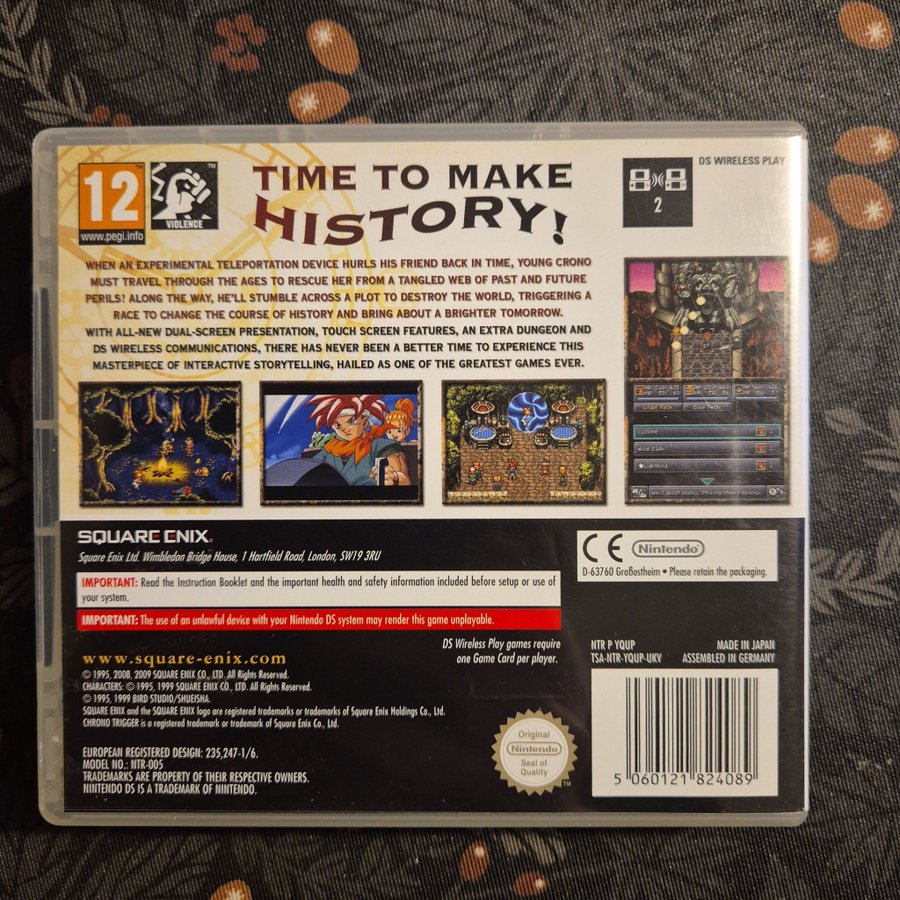 12
www.pegi.info
VIOLENCE
TIME TO MAKE
HISTORY!
DS WIRELESS PLAY
2
WHEN AN EXPERIMENTAL TELEPORTATION DEVICE HURLS HIS FRIEND BACK IN TIME, YOUNG CRONO
MUST TRAVEL THROUGH THE AGES TO RESCUE HER FROM A TANGLED WEB OF PAST AND FUTURE
PERILS! ALONG THE WAY, HE'LL STUMBLE ACROSS A PLOT TO DESTROY THE WORLD, TRIGGERING A
RACE TO CHANGE THE COURSE OF HISTORY AND BRING ABOUT A BRIGHTER TOMORROW.
WITH ALL-NEW DUAL-SCREEN PRESENTATION, TOUCH SCREEN FEATURES, AN EXTRA DUNGEON AND
DS WIRELESS COMMUNICATIONS, THERE HAS NEVER BEEN A BETTER TIME TO EXPERIENCE THIS
MASTERPIECE OF INTERACTIVE STORYTELLING, HAILED AS ONE OF THE GREATEST GAMES EVER.
Single Tech
Dual Tech
Cyclone
Wild Slash
★Lightning
SQUARE ENIX.
Square Enix Ltd. Wimbledon Bridge House, 1 Hartfield Road, London, SW19 3RU
IMPORTANT: Read the Instruction Booklet and the important health and safety information included before setup or use of
your system.
IMPORTANT: The use of an unlawful device with your Nintendo DS system may render this game unplayable.
CE Nintendo
D-63760 Großostheim • Please retain the packaging.
DS Wireless Play games require
one Game Card per player.
NTR P YQUP
TSA-NTR-YQUP-UKV
MADE IN JAPAN
ASSEMBLED IN GERMANY
www.square-enix.com
© 1995, 2008, 2009 SQUARE ENIX CO., LTD. All Rights Reserved.
CHARACTERS: © 1995, 1999 SQUARE ENIX CO., LTD. All Rights Reserved.
© 1995, 1999 BIRD STUDIO/SHUEISHA.
SQUARE ENIX and the SQUARE ENIX logo are registered trademarks or trademarks of Square Enix Holdings Co., Ltd.
CHRONO TRIGGER is a registered trademark or trademark of Square Enix Co., Ltd.
EUROPEAN REGISTERED DESIGN: 235,247-1/6.
MODEL NO.: NTR-005
TRADEMARKS ARE PROPERTY OF THEIR RESPECTIVE OWNERS.
NINTENDO DS IS A TRADEMARK OF NINTENDO.
Original
Nintendo
Seal of
Quality
TM
5 060121 824089